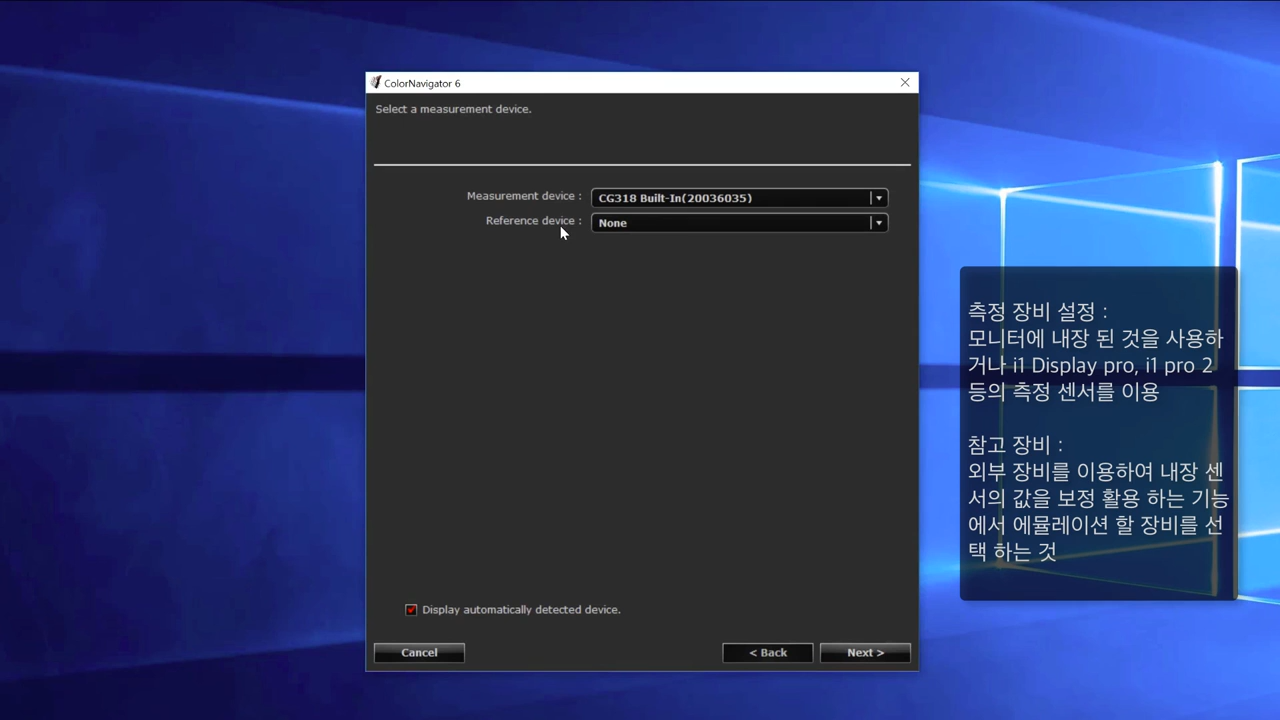 ColorNavigator 6
Select a measurement device.
Measurement device : CG318 Built-In(20036035)
Reference device : None
측정 장비 설정 :
모니터에 내장 된 것을 사용하
거나 i1 Display pro, i1 pro 2
등의 측정 센서를 이용
참고 장비 :
외부 장비를 이용하여 내장 센
서의 값을 보정 활용 하는 기능
에서 에뮬레이션 할 장비를 선
택 하는 것
Display automatically detected device.
Cancel < Back Next >